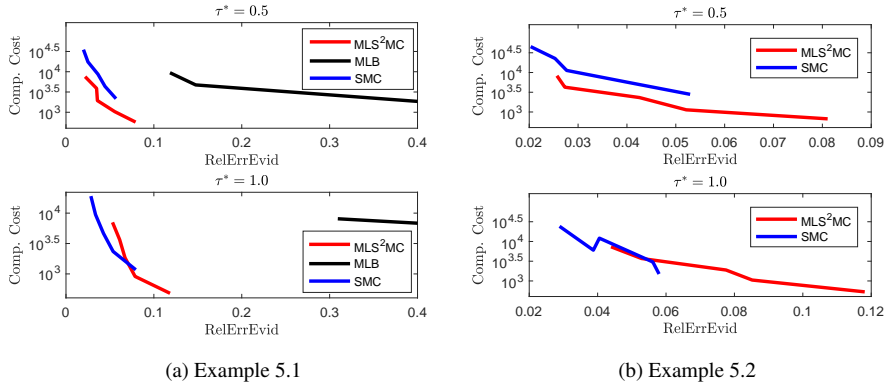 τ* = 0.5
Comp. Cost
10^4.5
10^4
10^3.5
10^3
MLS²MC
MLB
SMC
0
0.1
0.2
0.3
0.4
RelErrEvid
τ* = 1.0
Comp. Cost
10^4
10^3.5
10^3
MLS²MC
MLB
SMC
0
0.1
0.2
0.3
0.4
RelErrEvid
(a) Example 5.1
τ* = 0.5
Comp. Cost
10^4.5
10^4
10^3.5
10^3
MLS²MC
SMC
0.02
0.03
0.04
0.05
0.06
0.07
0.08
0.09
RelErrEvid
τ* = 1.0
Comp. Cost
10^4.5
10^4
10^3.5
10^3
MLS²MC
SMC
0.02
0.04
0.06
0.08
0.1
0.12
RelErrEvid
(b) Example 5.2